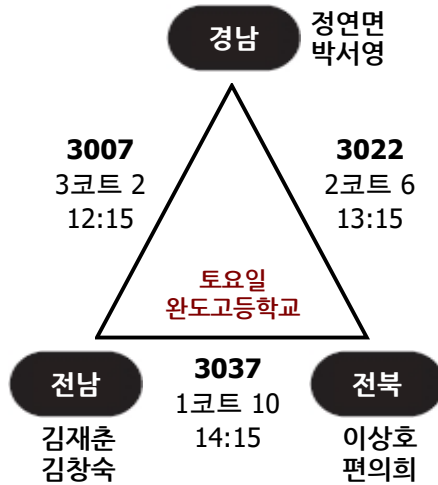 경남
정연면
박서영
3007
3코트 2
12:15
3022
2코트 6
13:15
토요일
완도고등학교
전남
김재춘
김창숙
3037
1코트 10
14:15
전북
이상호
편의희